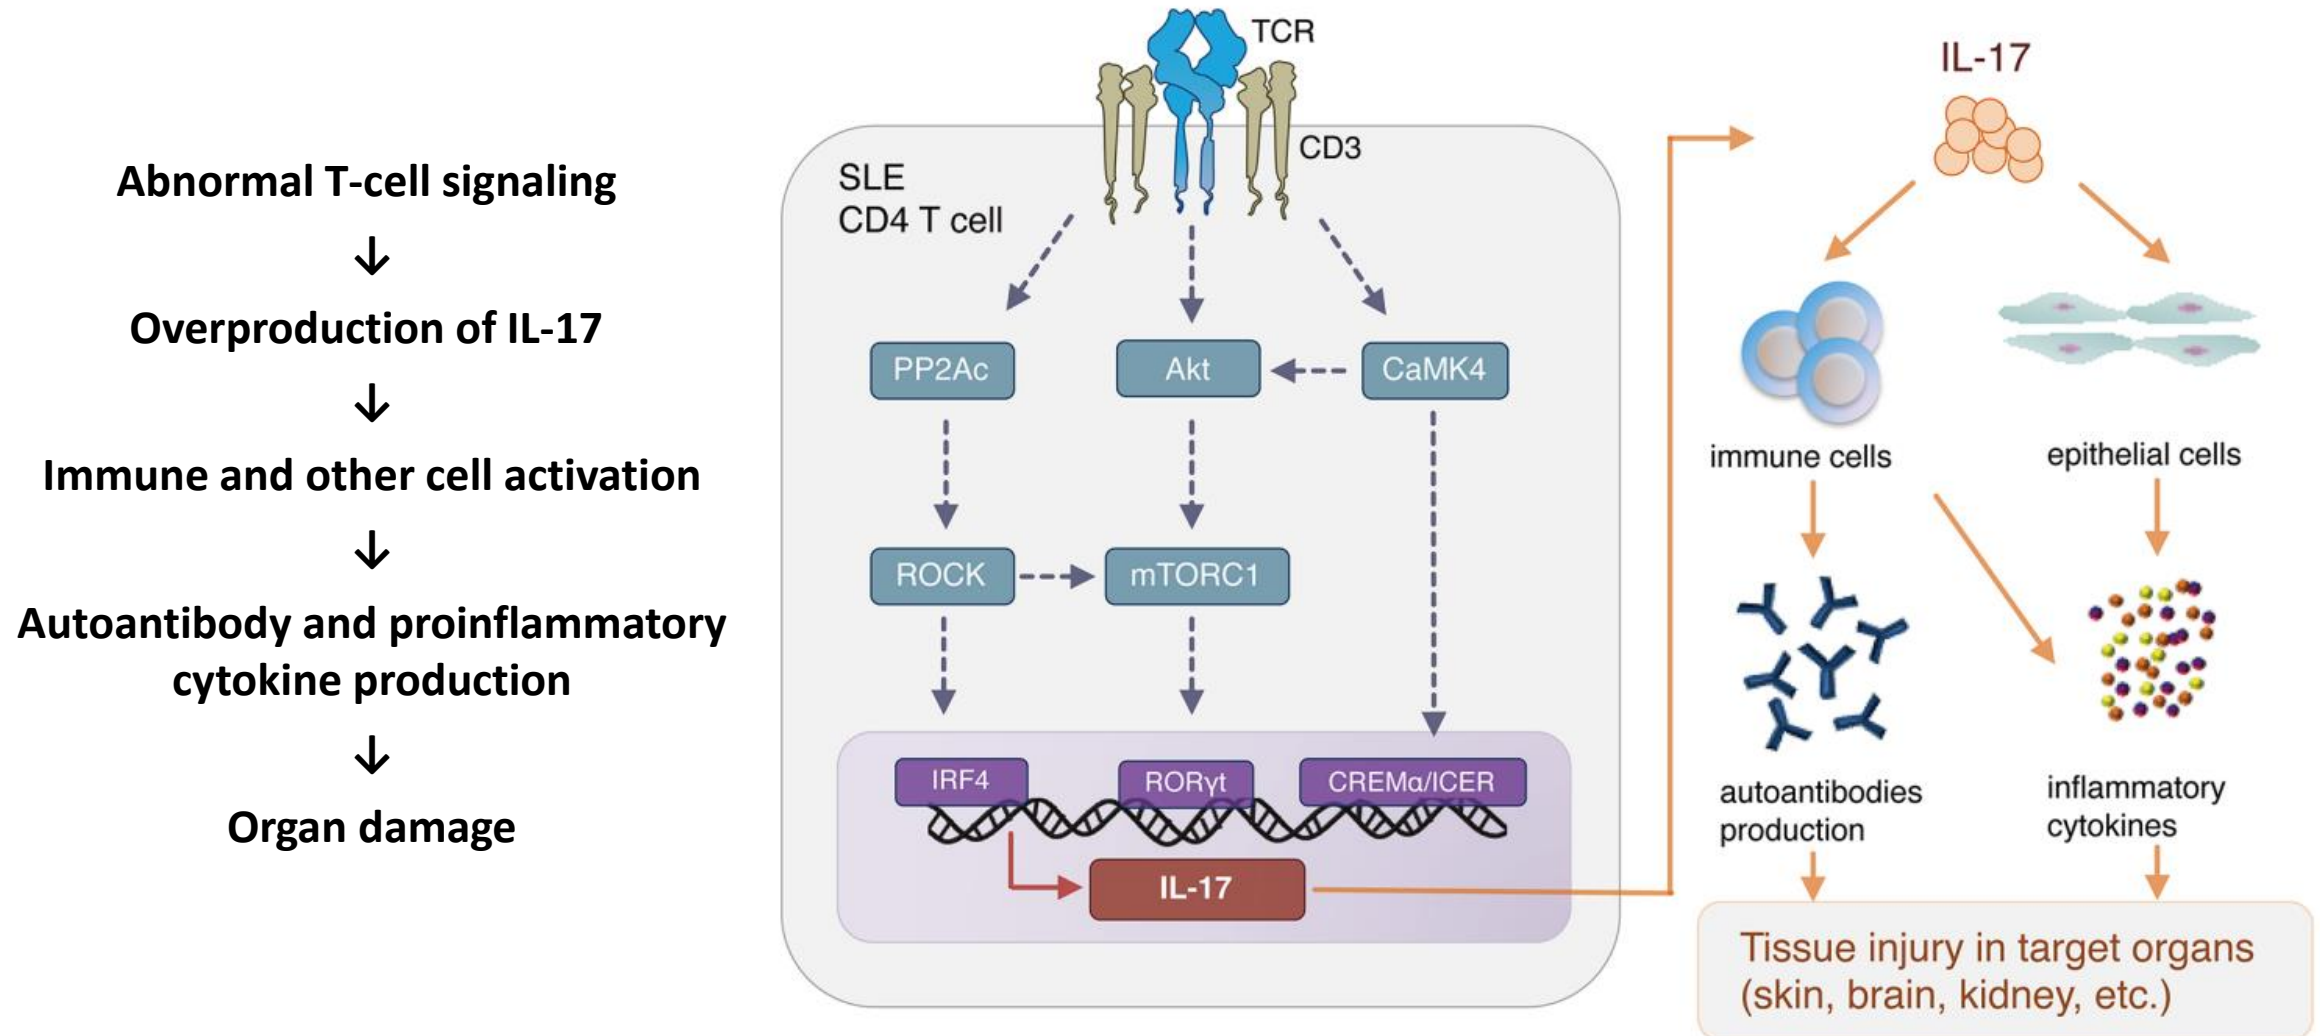 Abnormal T-cell signaling
↓
Overproduction of IL-17
↓
Immune and other cell activation
↓
Autoantibody and proinflammatory
cytokine production
↓
Organ damage
TCR
CD3
SLE
CD4 T cell
PP2Ac
Akt
CaMK4
ROCK
mTORC1
IRF4
RORγt
CREMα/ICER
IL-17
IL-17
immune cells
epithelial cells
autoantibodies
production
inflammatory
cytokines
Tissue injury in target organs
(skin, brain, kidney, etc.)